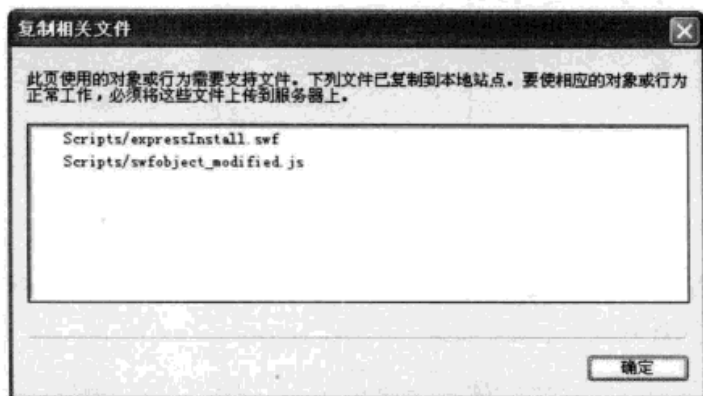 复制相关文件
此页使用的对象或行为需要支持文件。下列文件已复制到本地站点。要使相应的对象或行为
正常工作，必须将这些文件上传到服务器上。
Scripts/expressInstall.swf
Scripts/swfobject_modified.js
确定